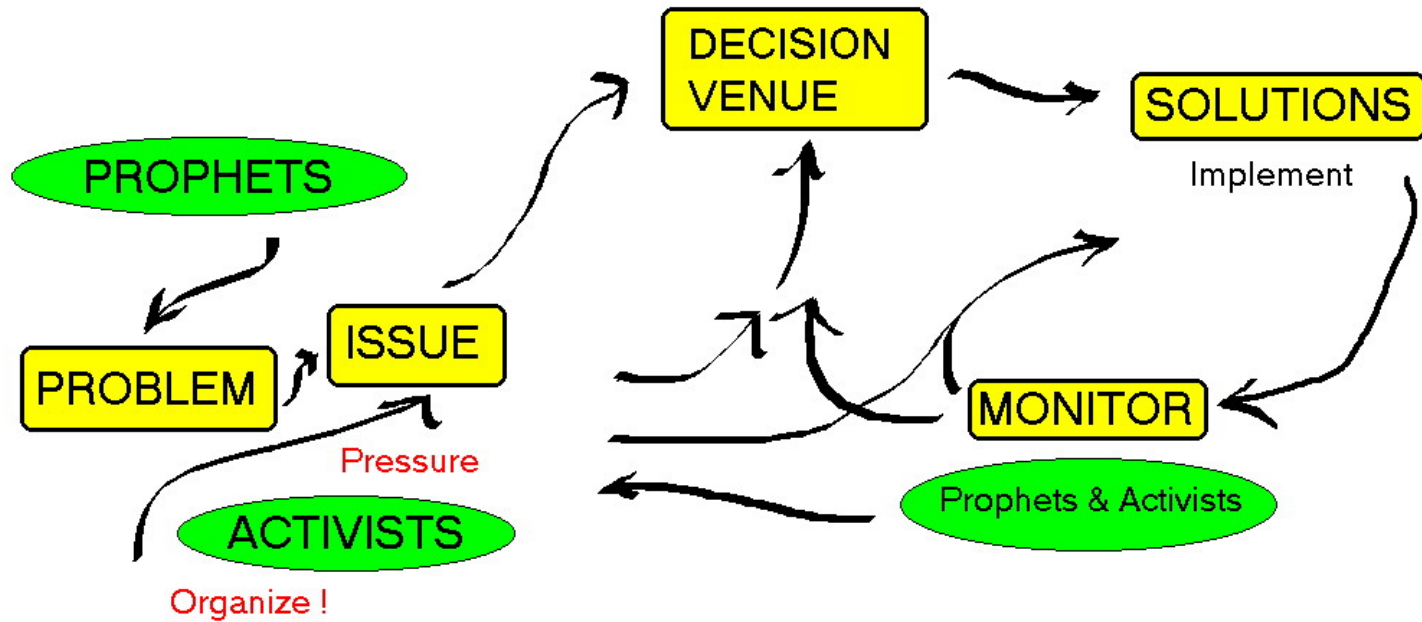 DECISION
VENUE
SOLUTIONS
Implement
PROPHETS
ISSUE
PROBLEM
MONITOR
Pressure
Prophets & Activists
ACTIVISTS
Organize !